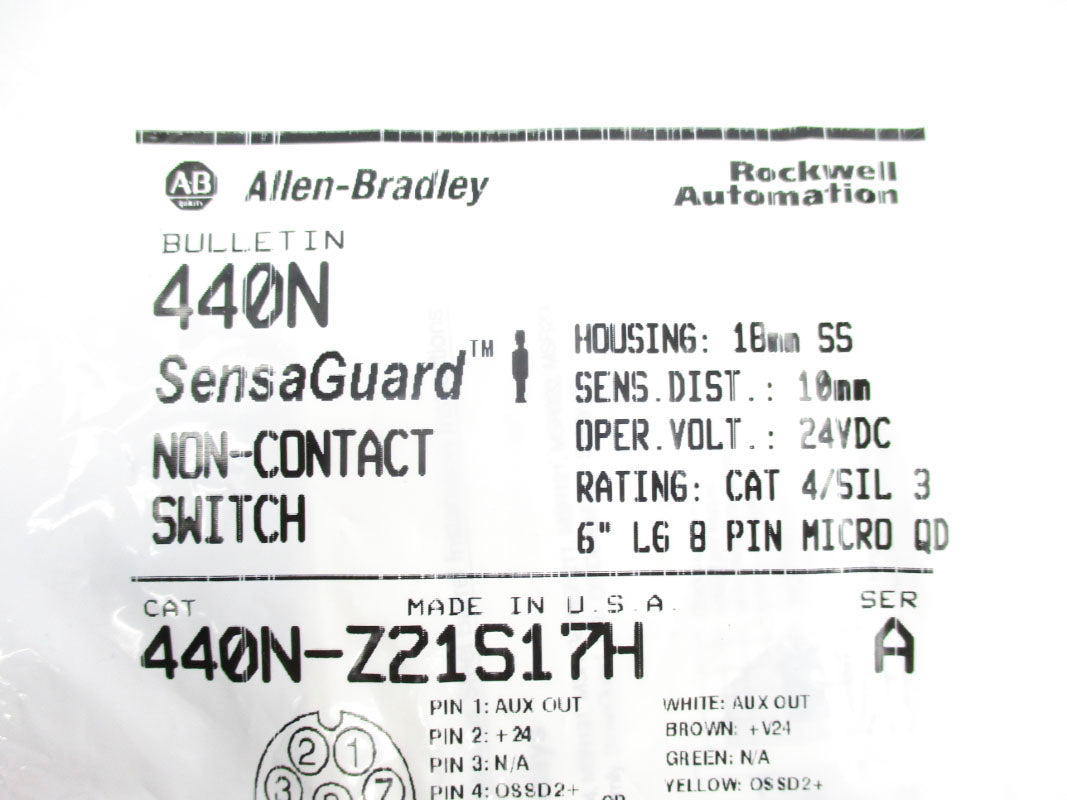 AB QUALITY Allen-Bradley
Rockwell
Automation
BULLETIN
440N
SensaGuard™
NON-CONTACT
SWITCH
HOUSING: 18mm SS
SENS.DIST.: 10mm
OPER.VOLT.: 24VDC
RATING: CAT 4/SIL 3
6" LG 8 PIN MICRO QD
CAT MADE IN U.S.A. SER
440N-Z21S17H A
2 1
3 7
PIN 1: AUX OUT
PIN 2: +24
PIN 3: N/A
PIN 4: OSSD2+
OR
WHITE: AUX OUT
BROWN: +V24
GREEN: N/A
YELLOW: OSSD2+